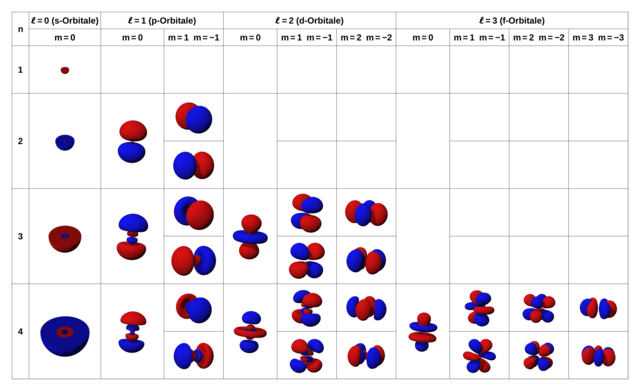 n ℓ = 0 (s-Orbitale) ℓ = 1 (p-Orbitale) ℓ = 2 (d-Orbitale) ℓ = 3 (f-Orbitale)
m = 0 m = 0 m = 1 m = −1 m = 0 m = 1 m = −1 m = 2 m = −2 m = 0 m = 1 m = −1 m = 2 m = −2 m = 3 m = −3
1
2
3
4